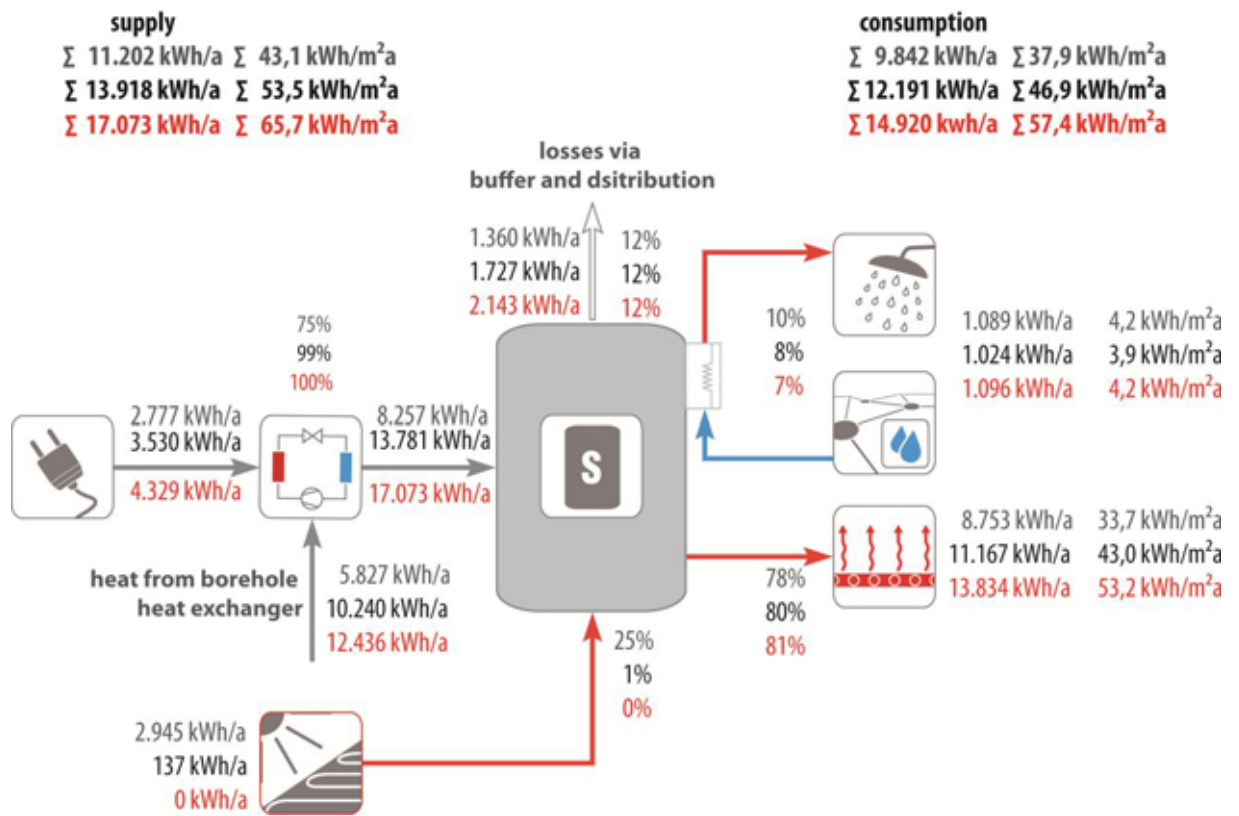 supply
∑ 11.202 kWh/a ∑ 43,1 kWh/m²a
∑ 13.918 kWh/a ∑ 53,5 kWh/m²a
∑ 17.073 kWh/a ∑ 65,7 kWh/m²a
consumption
∑ 9.842 kWh/a ∑ 37,9 kWh/m²a
∑ 12.191 kWh/a ∑ 46,9 kWh/m²a
∑ 14.920 kwh/a ∑ 57,4 kWh/m²a
losses via
buffer and dsitribution
1.360 kWh/a 12%
1.727 kWh/a 12%
2.143 kWh/a 12%
75%
99%
100%
10%
8%
7%
1.089 kWh/a 4,2 kWh/m²a
1.024 kWh/a 3,9 kWh/m²a
1.096 kWh/a 4,2 kWh/m²a
2.777 kWh/a
3.530 kWh/a
4.329 kWh/a
8.257 kWh/a
13.781 kWh/a
17.073 kWh/a
S
heat from borehole
heat exchanger
5.827 kWh/a
10.240 kWh/a
12.436 kWh/a
78%
80%
81%
8.753 kWh/a 33,7 kWh/m²a
11.167 kWh/a 43,0 kWh/m²a
13.834 kWh/a 53,2 kWh/m²a
25%
1%
0%
2.945 kWh/a
137 kWh/a
0 kWh/a